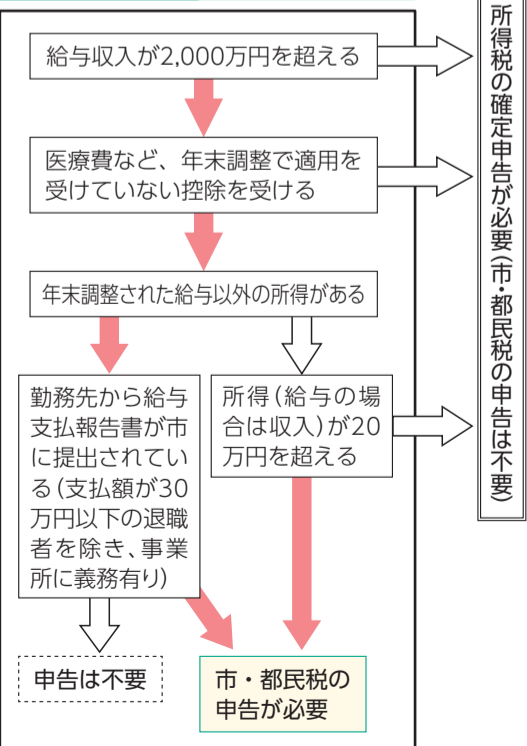 給与収入が2,000万円を超える
医療費など、年末調整で適用を
受けていない控除を受ける
年末調整された給与以外の所得がある
勤務先から給与
支払報告書が市
に提出されてい
る(支払額が30
万円以下の退職
者を除き、事業
所に義務有り)
所得(給与の場
合は収入)が20
万円を超える
申告は不要
市・都民税の
申告が必要
所得税の確定申告が必要(市・都民税の申告は不要)